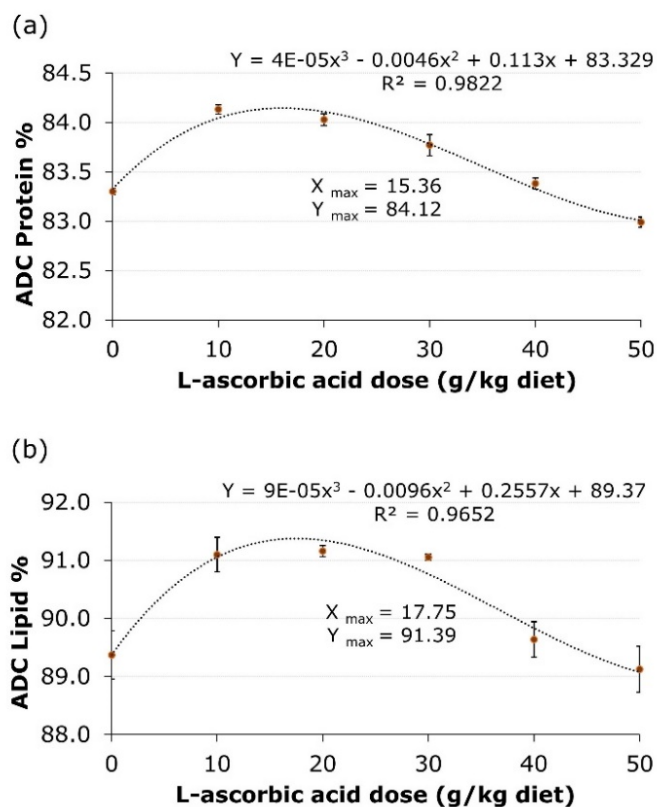 (a)
Y = 4E-05x³ - 0.0046x² + 0.113x + 83.329
R² = 0.9822
84.5
84.0
83.5
83.0
82.5
82.0
ADC Protein %
X max = 15.36
Y max = 84.12
0 10 20 30 40 50
L-ascorbic acid dose (g/kg diet)
(b)
Y = 9E-05x³ - 0.0096x² + 0.2557x + 89.37
R² = 0.9652
92.0
91.0
90.0
89.0
88.0
ADC Lipid %
X max = 17.75
Y max = 91.39
0 10 20 30 40 50
L-ascorbic acid dose (g/kg diet)